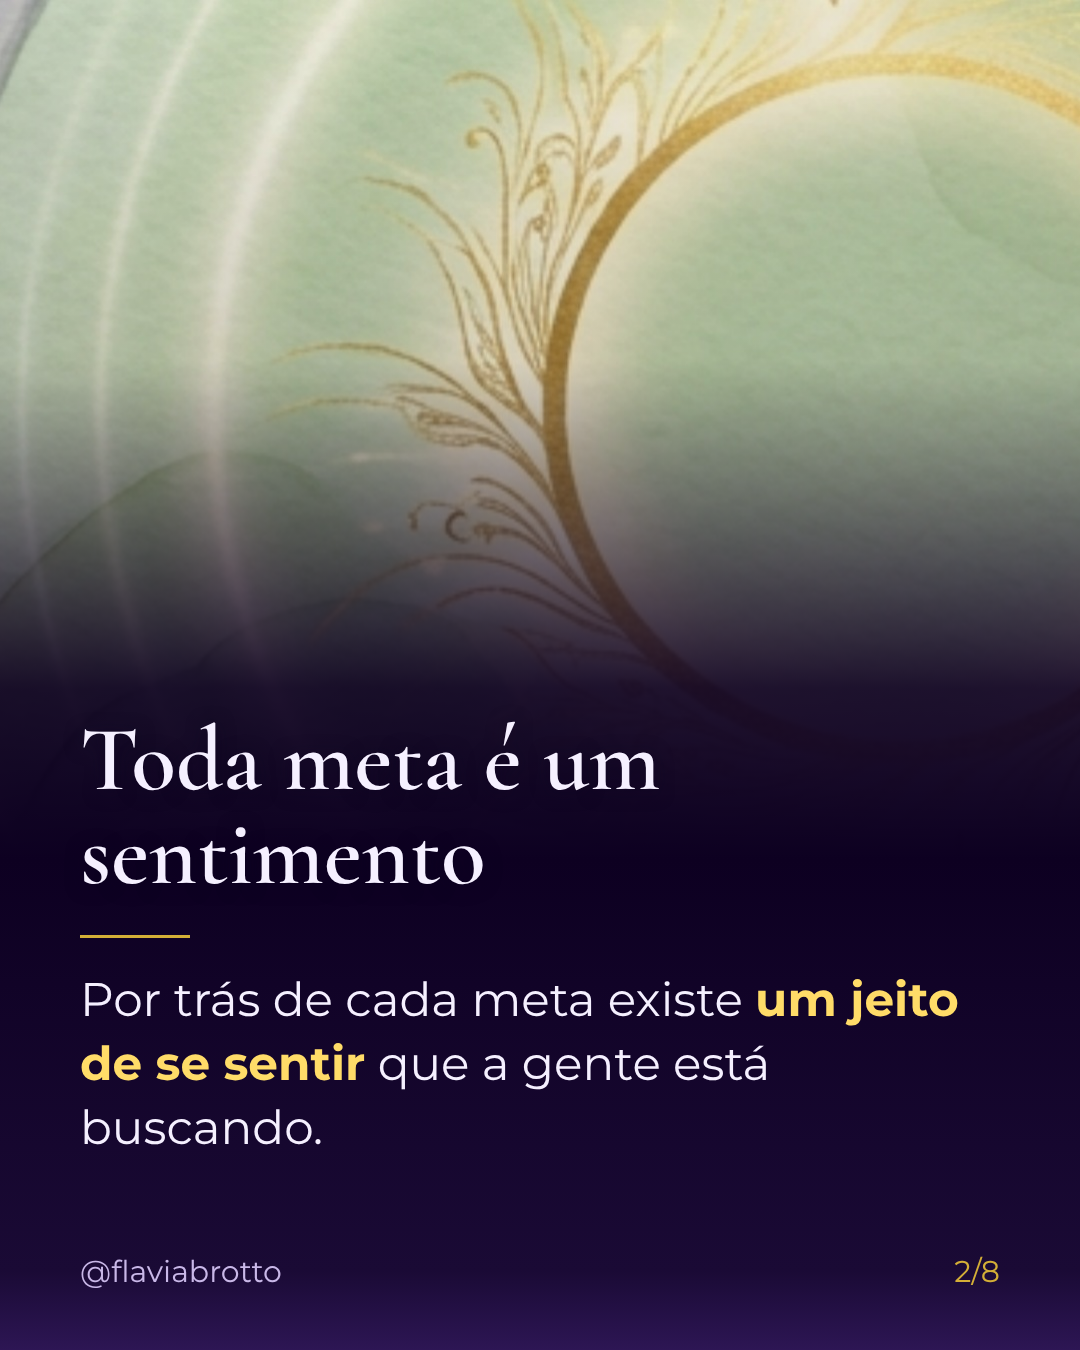 Toda meta é um
sentimento
Por trás de cada meta existe um jeito
de se sentir que a gente está
buscando.
@flaviabrotto
2/8